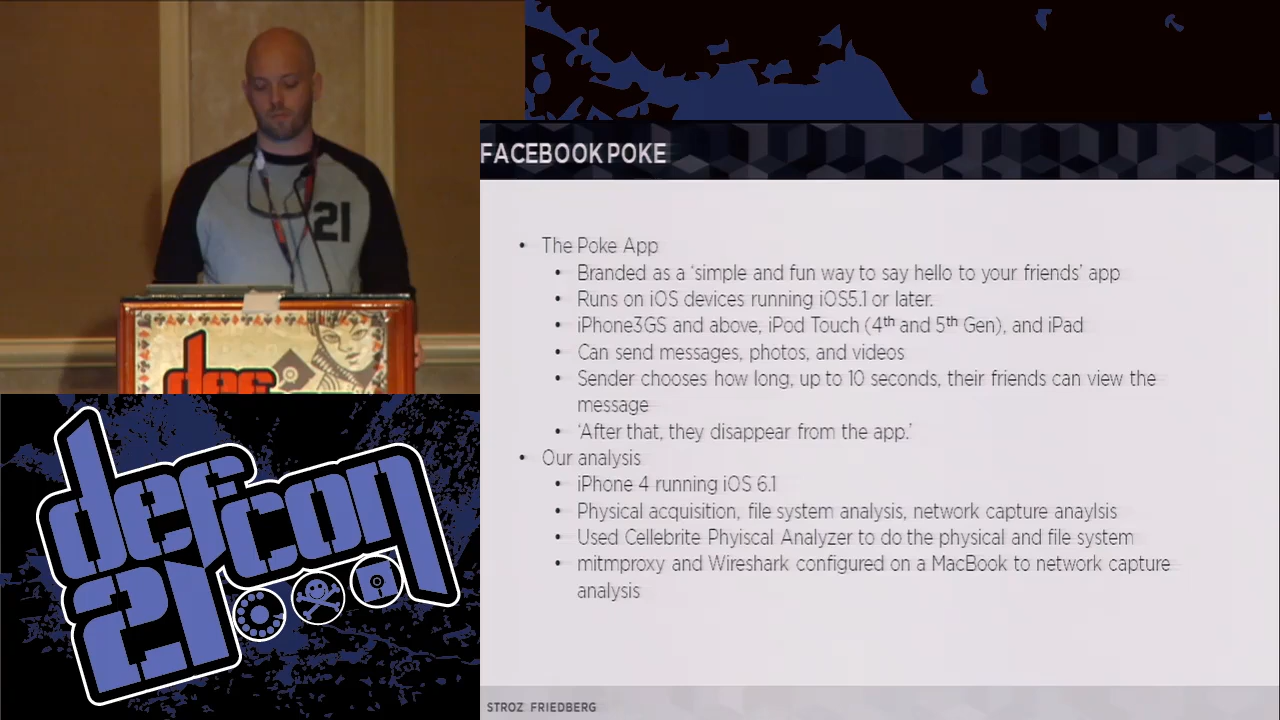 21
def
defcon
21
FACEBOOK POKE
• The Poke App
• Branded as a ‘simple and fun way to say hello to your friends’ app
• Runs on iOS devices running iOS5.1 or later.
• iPhone3GS and above, iPod Touch (4th and 5th Gen), and iPad
• Can send messages, photos, and videos
• Sender chooses how long, up to 10 seconds, their friends can view the
message
• ‘After that, they disappear from the app.’
• Our analysis
• iPhone 4 running iOS 6.1
• Physical acquisition, file system analysis, network capture anaylsis
• Used Cellebrite Phyiscal Analyzer to do the physical and file system
• mitmproxy and Wireshark configured on a MacBook to network capture
analysis
STROZ FRIEDBERG